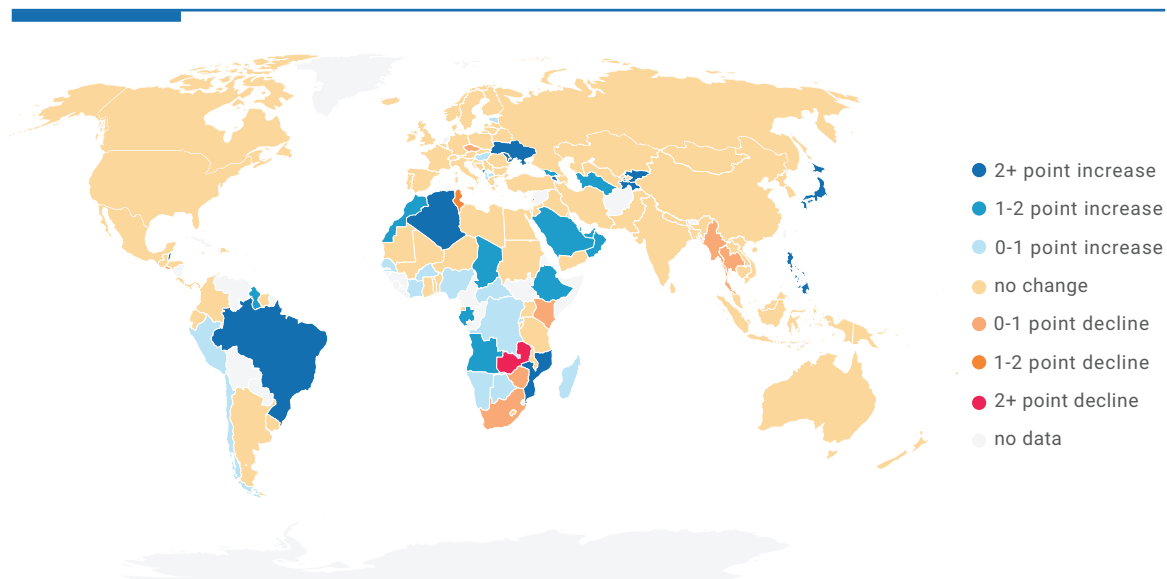 2+ point increase
1-2 point increase
0-1 point increase
no change
0-1 point decline
1-2 point decline
2+ point decline
no data